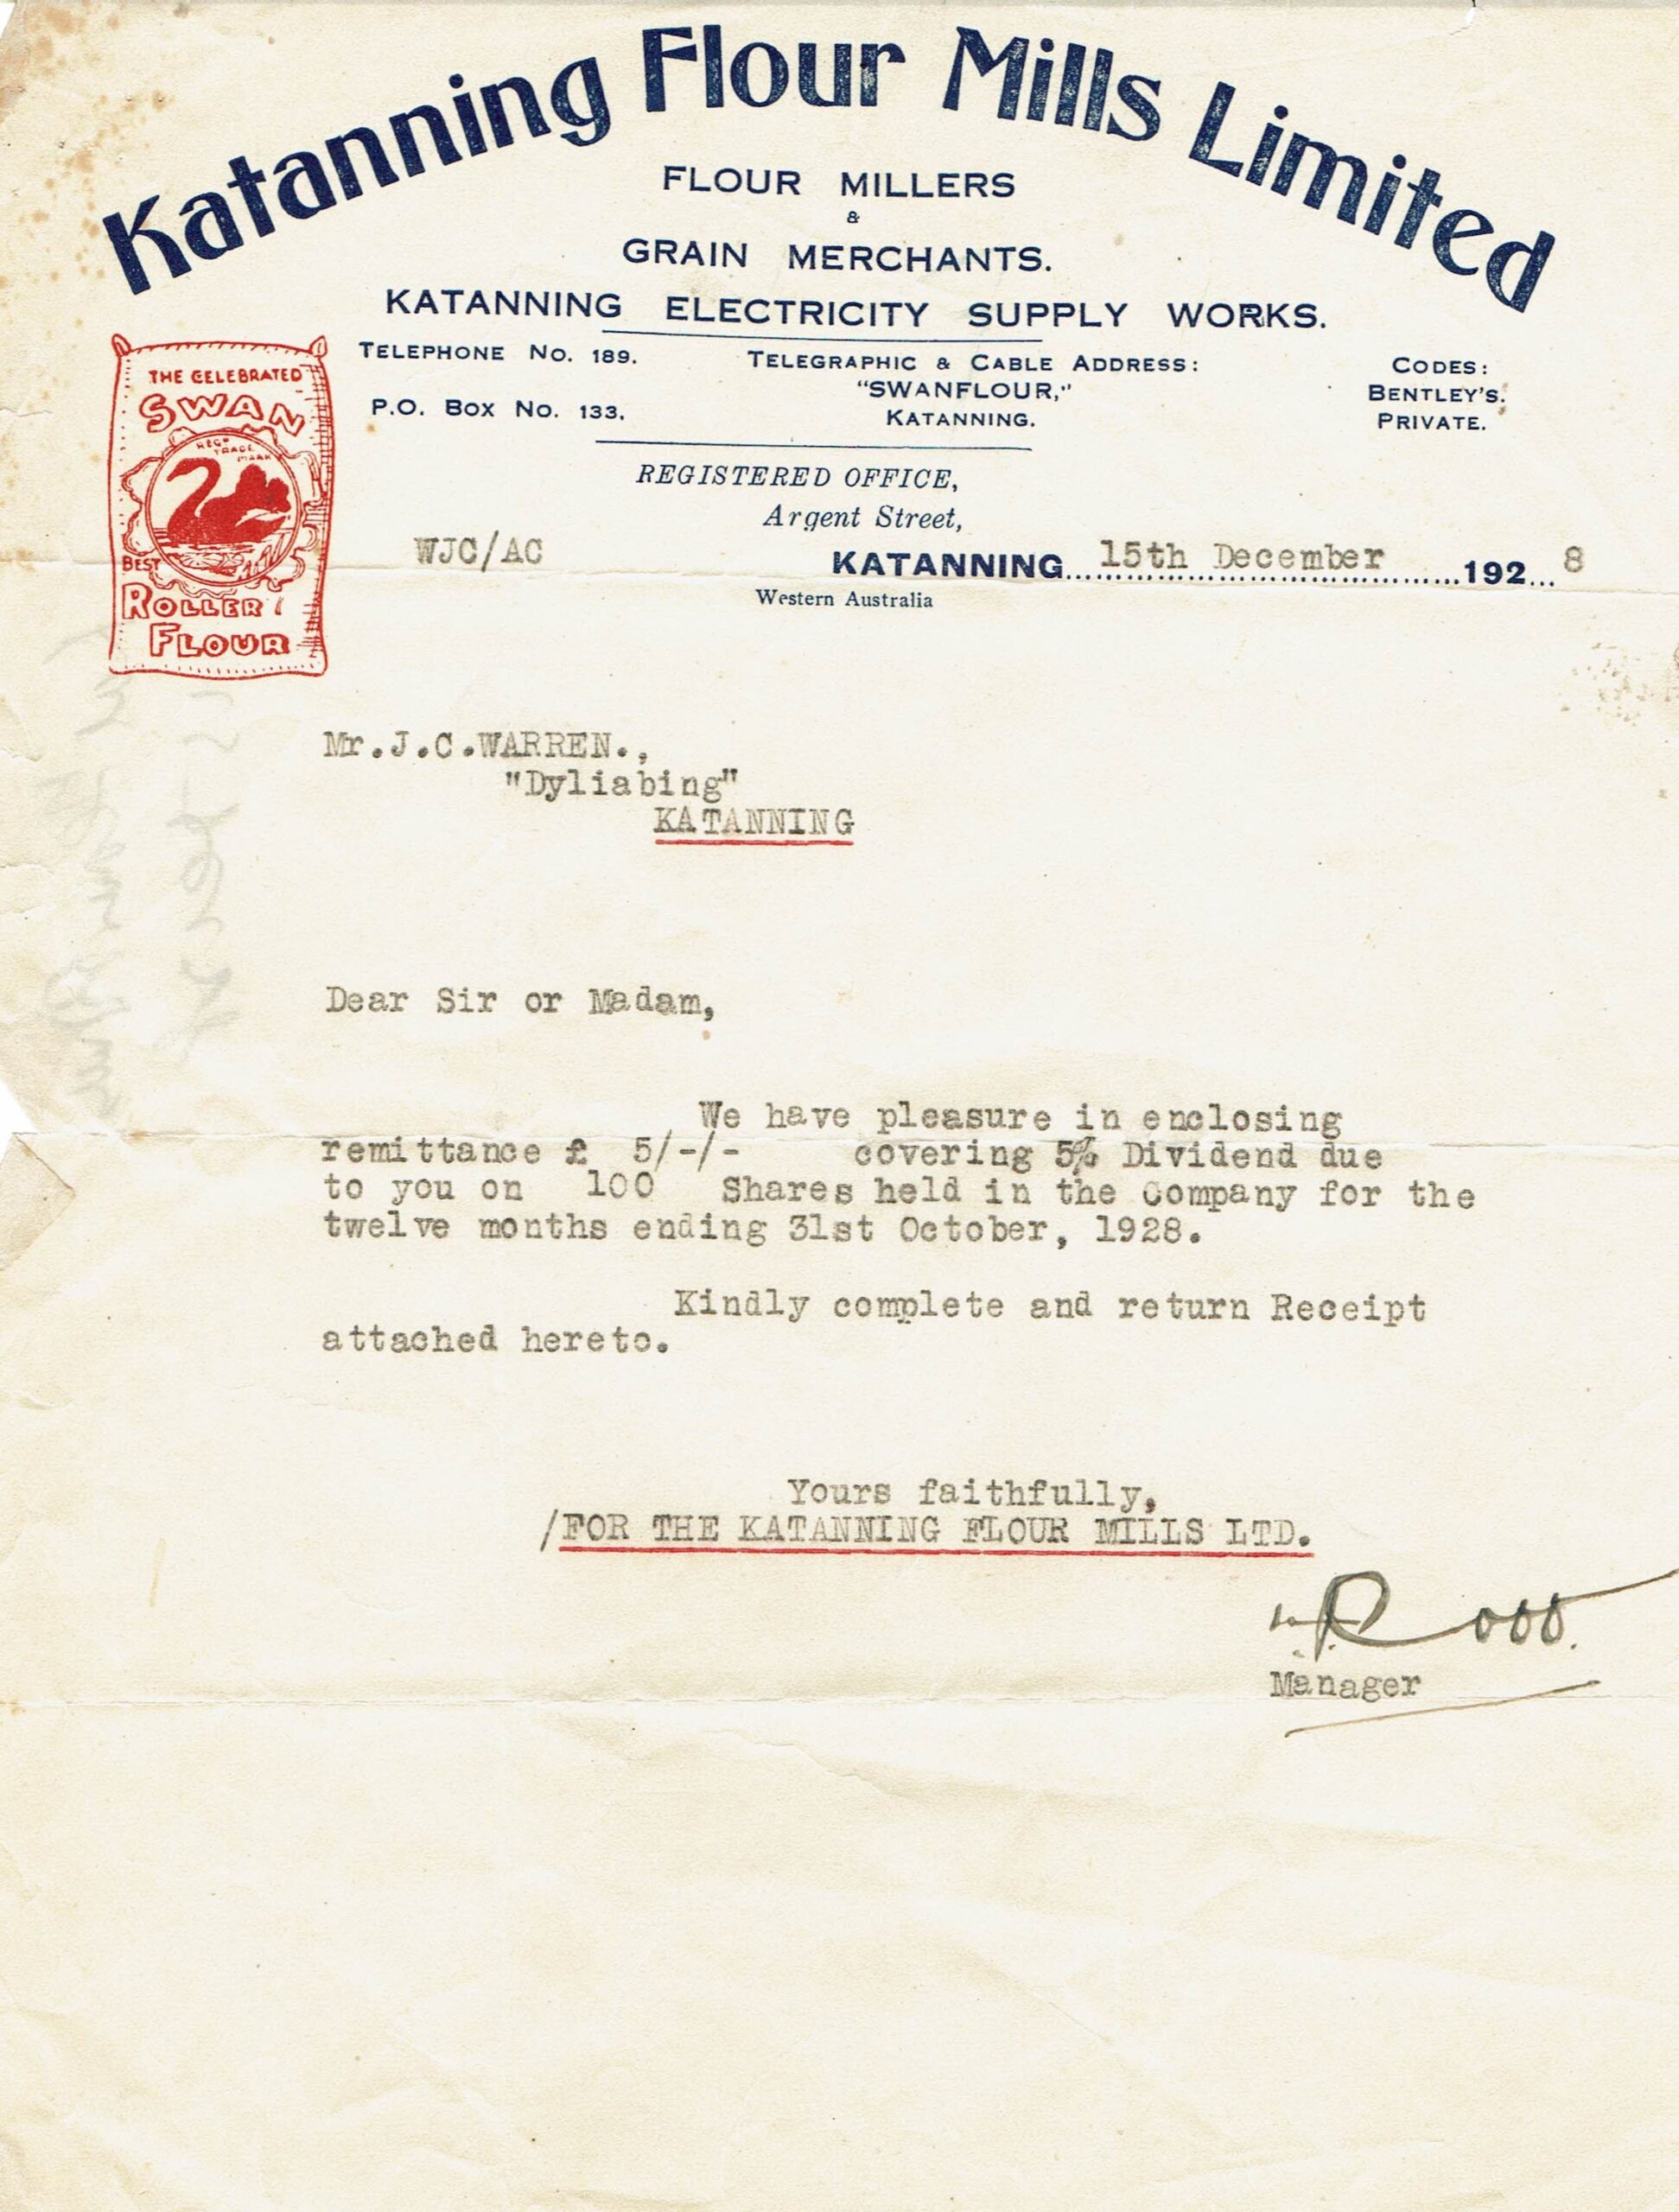 Katanning Flour Mills Limited
FLOUR MILLERS
&
GRAIN MERCHANTS.
KATANNING ELECTRICITY SUPPLY WORKS.
TELEPHONE No. 189.
P.O. Box No. 133.
TELEGRAPHIC & CABLE ADDRESS:
"SWANFLOUR,"
KATANNING.
CODES:
BENTLEY'S.
PRIVATE.
THE CELEBRATED
SWAN
REGD
TRADE
MARK
BEST
ROLLER
FLOUR
REGISTERED OFFICE,
Argent Street,
WJC/AC
KATANNING 15th December 192 8
Western Australia
Mr.J.C.WARREN.,
"Dyliabing"
KATANNING
Dear Sir or Madam,
We have pleasure in enclosing
remittance £ 5/-/- covering 5% Dividend due
to you on 100 Shares held in the Company for the
twelve months ending 31st October, 1928.
Kindly complete and return Receipt
attached hereto.
Yours faithfully,
/FOR THE KATANNING FLOUR MILLS LTD.
Manager